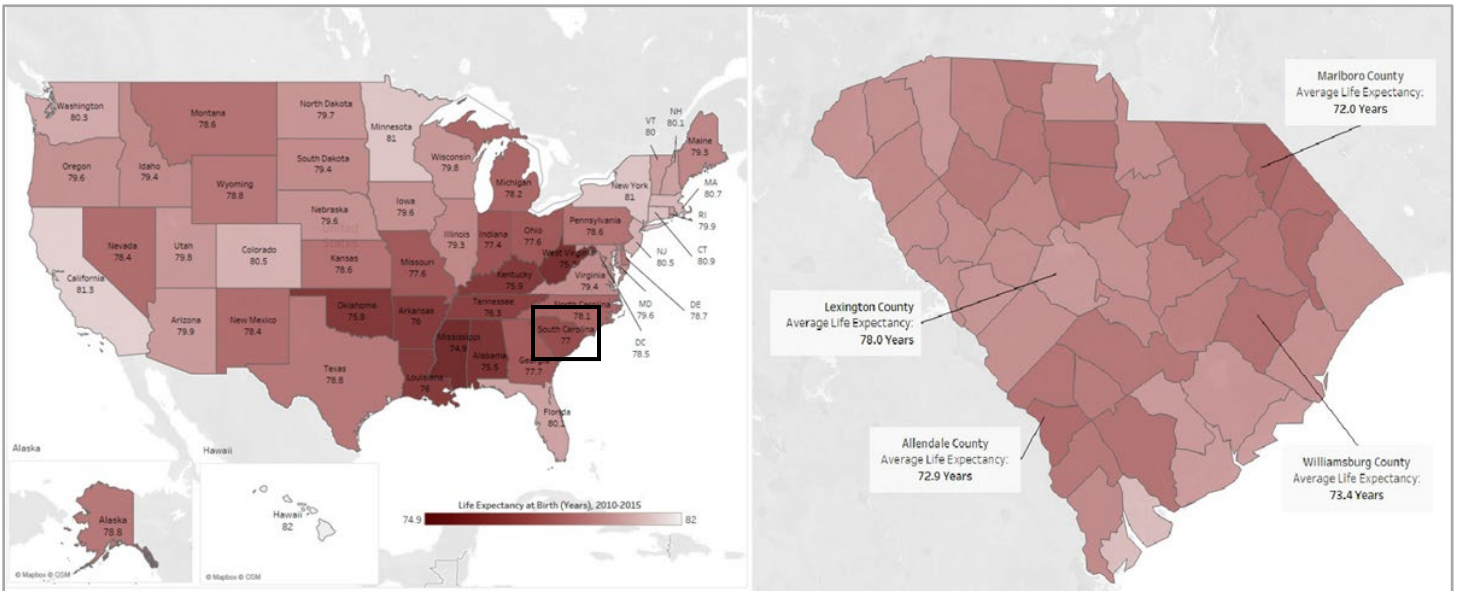 Washington
80.3
Montana
78.6
North Dakota
79.7
Minnesota
81
VT
80
NH
80.1
Maine
79.3
Oregon
79.6
Idaho
79.4
South Dakota
79.4
Wisconsin
79.8
Wyoming
78.8
Michigan
78.2
New York
81
MA
80.7
RI
79.9
Nebraska
79.6
Iowa
79.6
Pennsylvania
78.6
CT
80.9
United
States
Nevada
78.4
Utah
79.8
Colorado
80.5
Kansas
78.6
Illinois
79.3
Indiana
77.4
Ohio
77.6
NJ
80.5
California
81.3
Missouri
77.6
West Virginia
Kentucky
75.9
Virginia
79.4
MD
79.6
DE
78.7
Arizona
79.9
New Mexico
78.4
Oklahoma
75.8
Arkansas
76
Tennessee
76.3
North Carolina
78.1
DC
78.5
South Carolina
77
Texas
78.8
Louisiana
76
Mississippi
74.9
Alabama
75.5
Georgia
77.7
Florida
80.1
Alaska
Hawaii
Alaska
78.8
Hawaii
82
© Mapbox © OSM
© Mapbox © OSM
Life Expectancy at Birth (Years), 2010-2015
74.9
82
Marlboro County
Average Life Expectancy:
72.0 Years
Lexington County
Average Life Expectancy:
78.0 Years
Allendale County
Average Life Expectancy:
72.9 Years
Williamsburg County
Average Life Expectancy:
73.4 Years